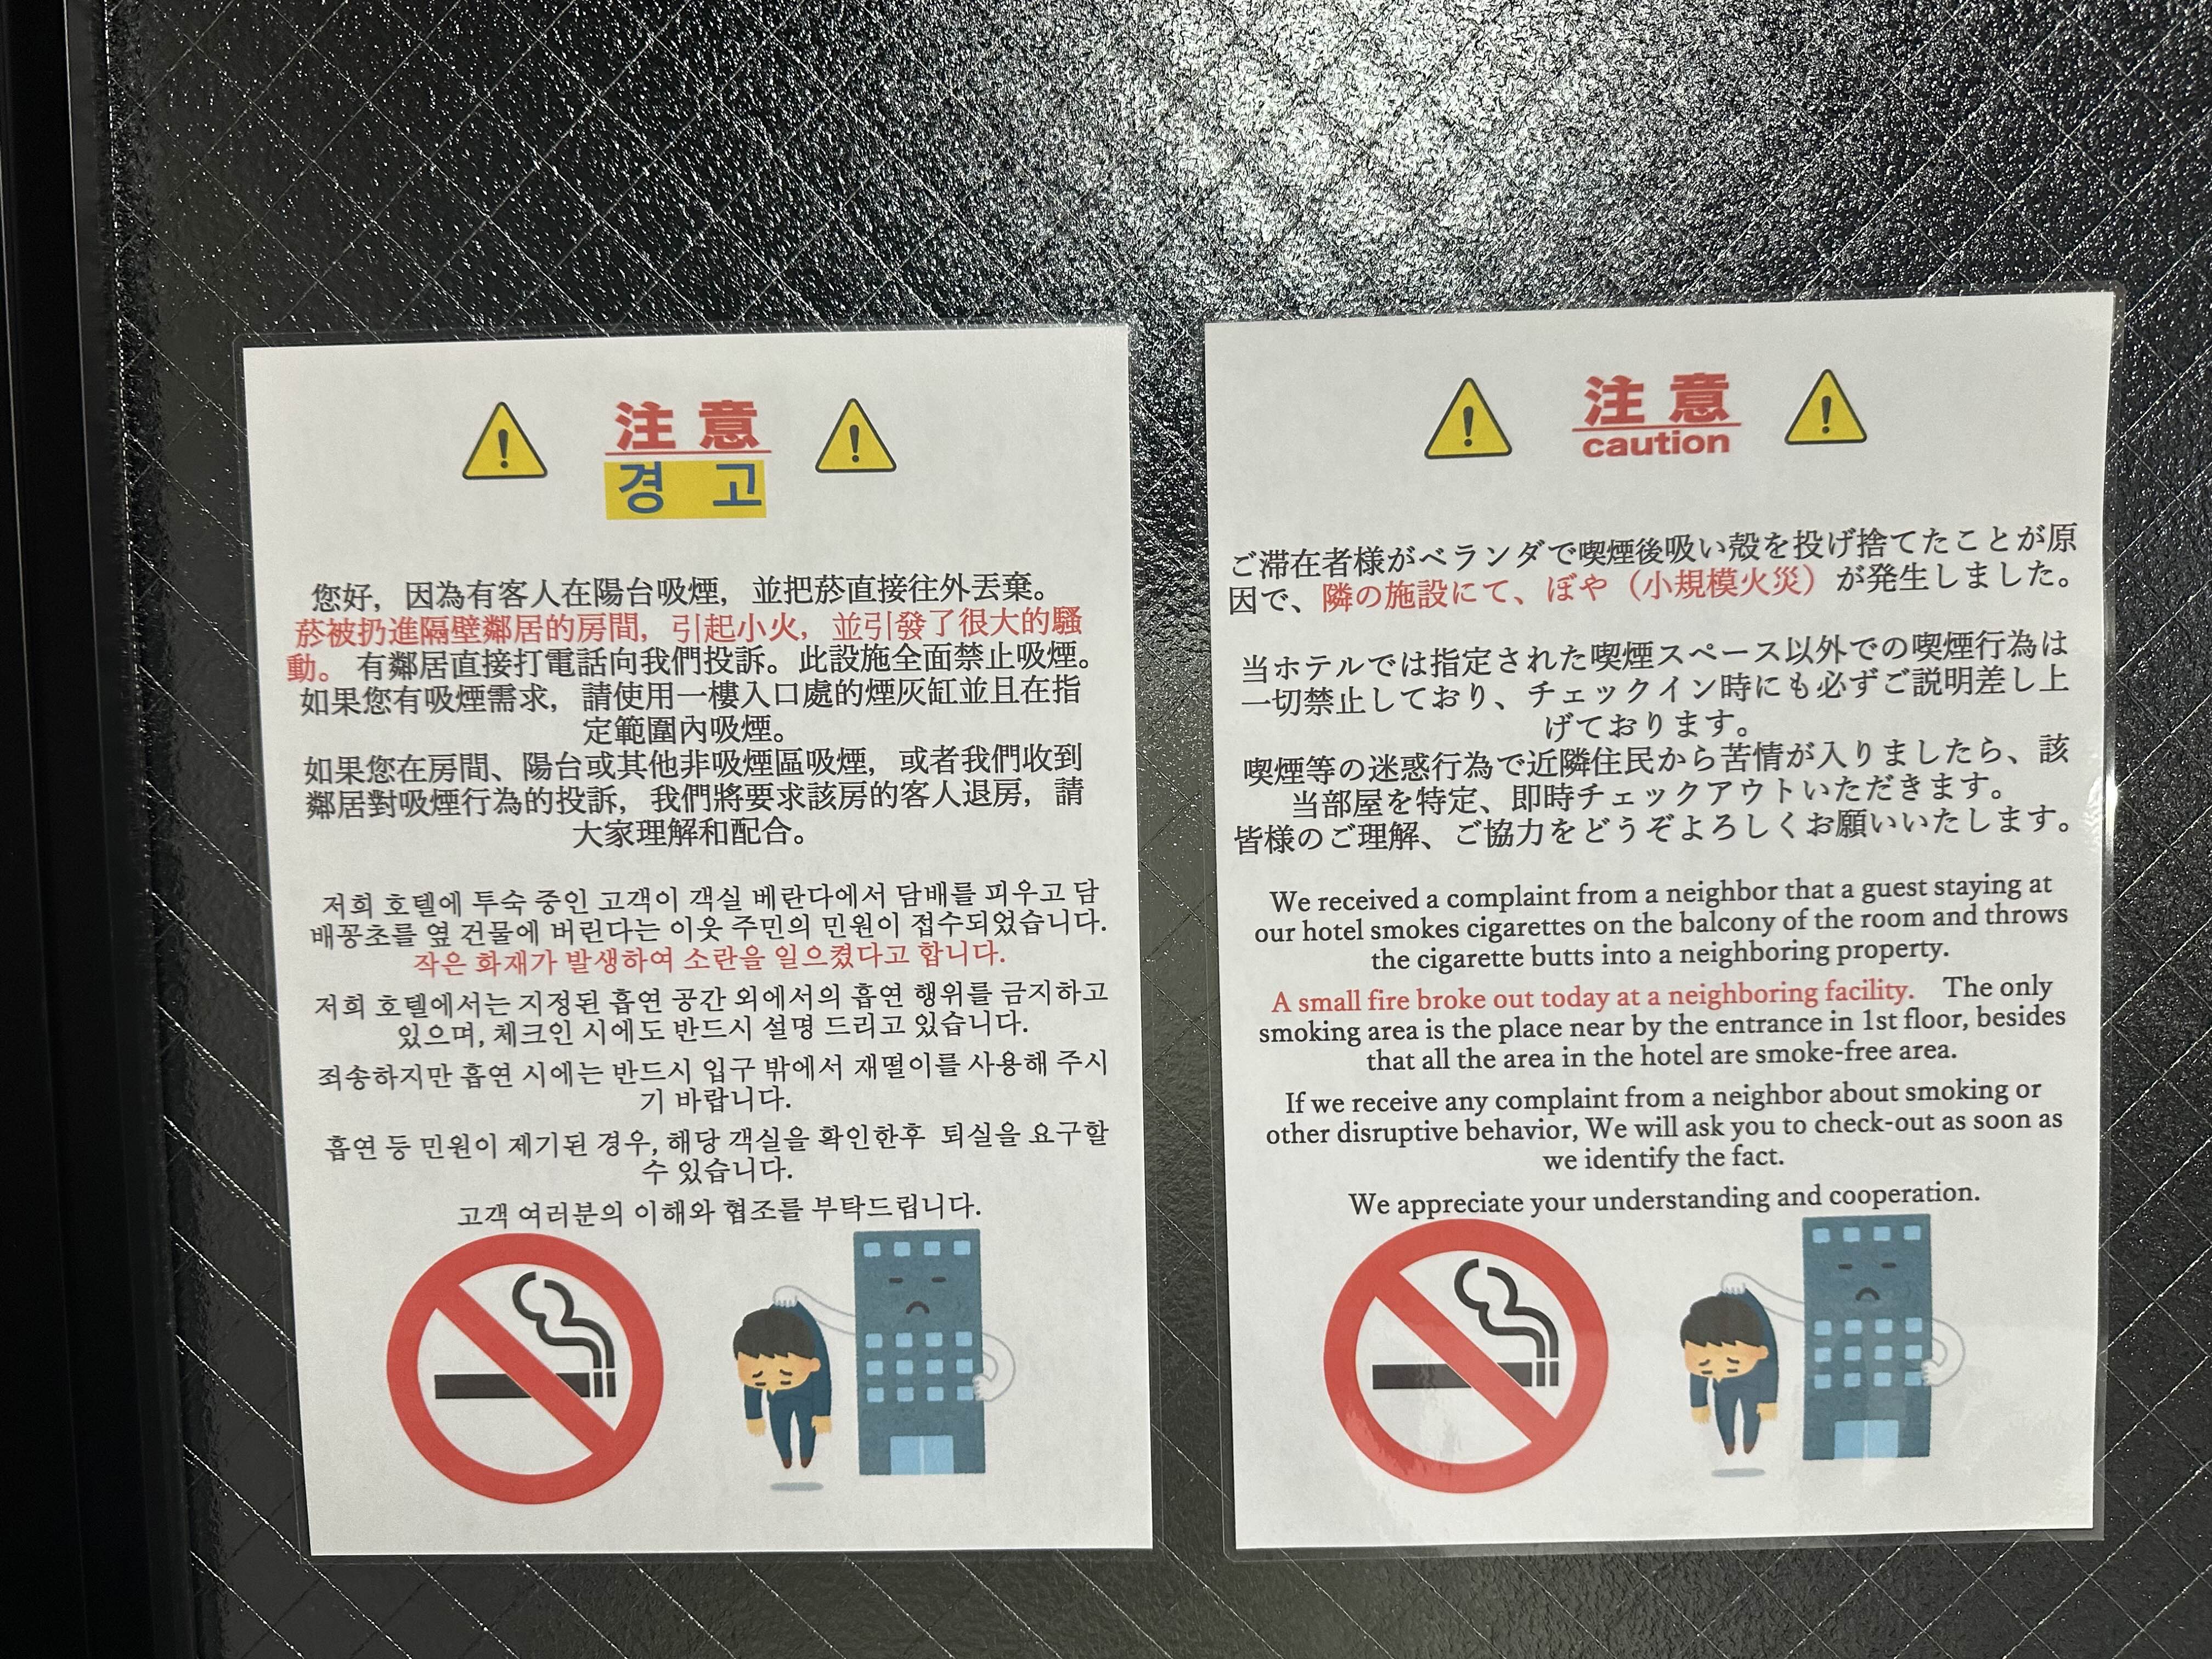 注意
경 고
您好，因為有客人在陽台吸煙，並把菸直接往外丟棄。
菸被扔進隔壁鄰居的房間，引起小火，並引發了很大的騷
動。有鄰居直接打電話向我們投訴。此設施全面禁止吸煙。
如果您有吸煙需求，請使用一樓入口處的煙灰缸並且在指
定範圍內吸煙。
如果您在房間、陽台或其他非吸煙區吸煙，或者我們收到
鄰居對吸煙行為的投訴，我們將要求該房的客人退房，請
大家理解和配合。
저희 호텔에 투숙 중인 고객이 객실 베란다에서 담배를 피우고 담
배꽁초를 옆 건물에 버린다는 이웃 주민의 민원이 접수되었습니다.
작은 화재가 발생하여 소란을 일으켰다고 합니다.
저희 호텔에서는 지정된 흡연 공간 외에서의 흡연 행위를 금지하고
있으며, 체크인 시에도 반드시 설명 드리고 있습니다.
죄송하지만 흡연 시에는 반드시 입구 밖에서 재떨이를 사용해 주시
기 바랍니다.
흡연 등 민원이 제기된 경우, 해당 객실을 확인한후 퇴실을 요구할
수 있습니다.
고객 여러분의 이해와 협조를 부탁드립니다.
注意
caution
ご滞在者様がベランダで喫煙後吸い殻を投げ捨てたことが原
因で、隣の施設にて、ぼや（小規模火災）が発生しました。
当ホテルでは指定された喫煙スペース以外での喫煙行為は
一切禁止しており、チェックイン時にも必ずご説明差し上
げております。
喫煙等の迷惑行為で近隣住民から苦情が入りましたら、該
当部屋を特定、即時チェックアウトいただきます。
皆様のご理解、ご協力をどうぞよろしくお願いいたします。
We received a complaint from a neighbor that a guest staying at
our hotel smokes cigarettes on the balcony of the room and throws
the cigarette butts into a neighboring property.
A small fire broke out today at a neighboring facility. The only
smoking area is the place near by the entrance in 1st floor, besides
that all the area in the hotel are smoke-free area.
If we receive any complaint from a neighbor about smoking or
other disruptive behavior, We will ask you to check-out as soon as
we identify the fact.
We appreciate your understanding and cooperation.